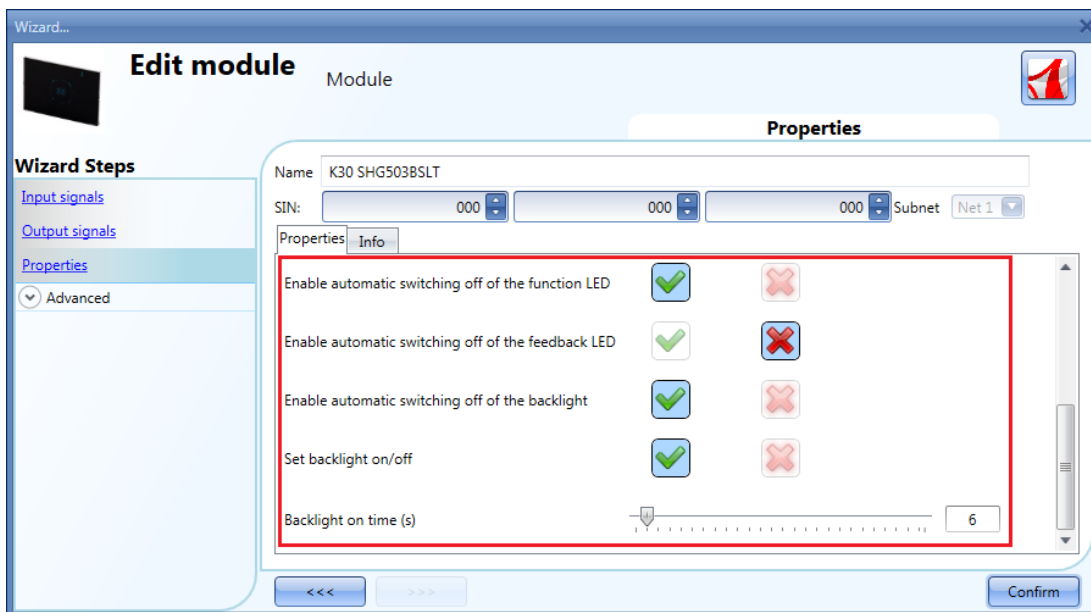 Wizard...
Edit module
Module
Properties
Wizard Steps
Input signals
Output signals
Properties
Advanced
Name K30 SHG503BSLT
SIN: 000 000 000 Subnet Net 1
Properties Info
Enable automatic switching off of the function LED
Enable automatic switching off of the feedback LED
Enable automatic switching off of the backlight
Set backlight on/off
Backlight on time (s) 6
<<< >>> Confirm